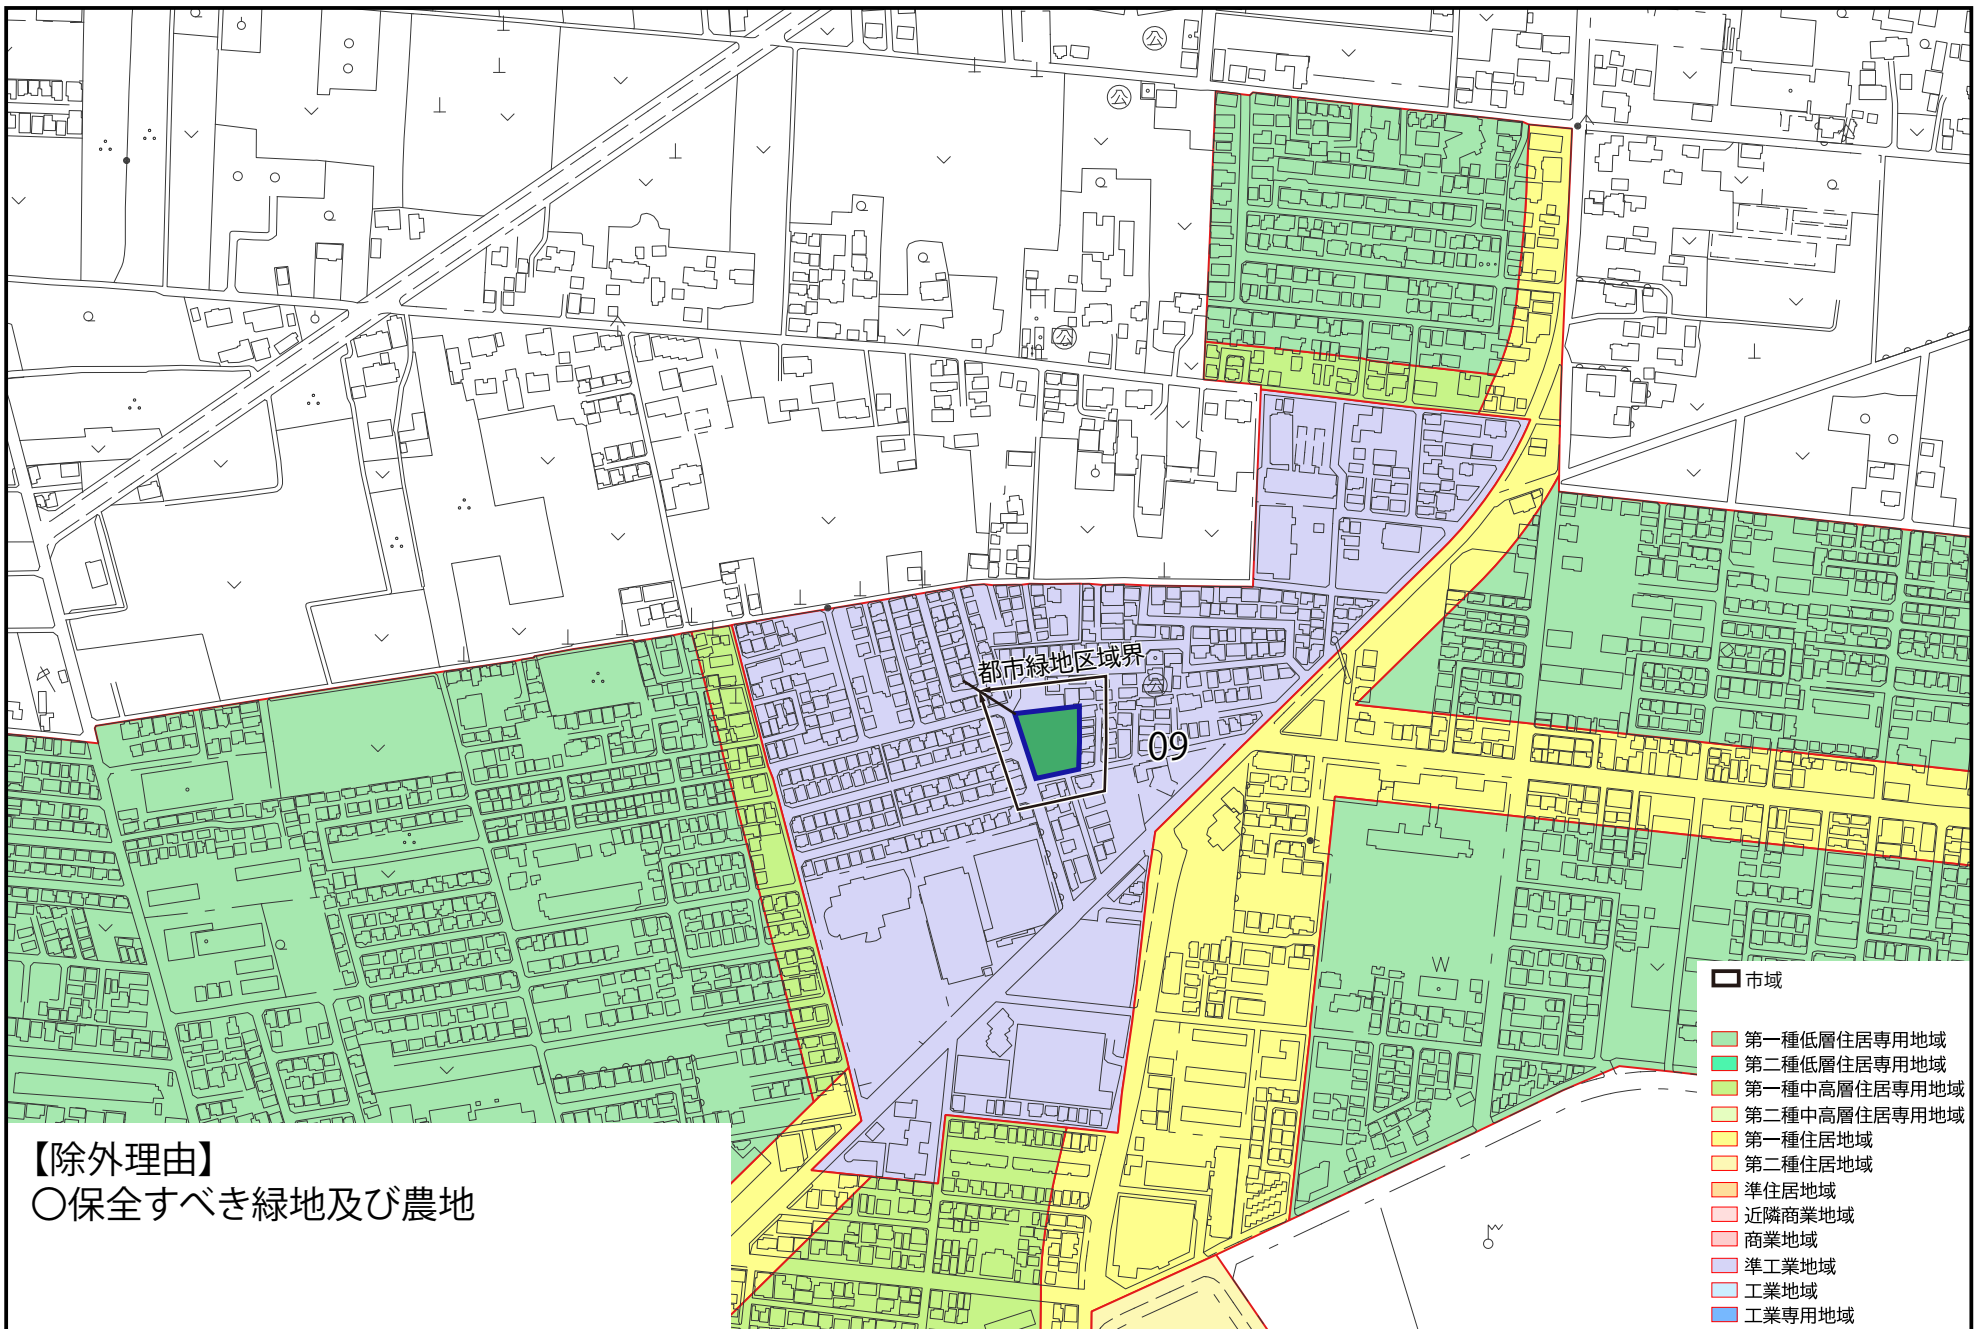 公
公
公
都市緑地区域界
公
09
W
市域
第一種低層住居専用地域
第二種低層住居専用地域
第一種中高層住居専用地域
第二種中高層住居専用地域
第一種住居地域
第二種住居地域
準住居地域
近隣商業地域
商業地域
準工業地域
工業地域
工業専用地域
【除外理由】
〇保全すべき緑地及び農地